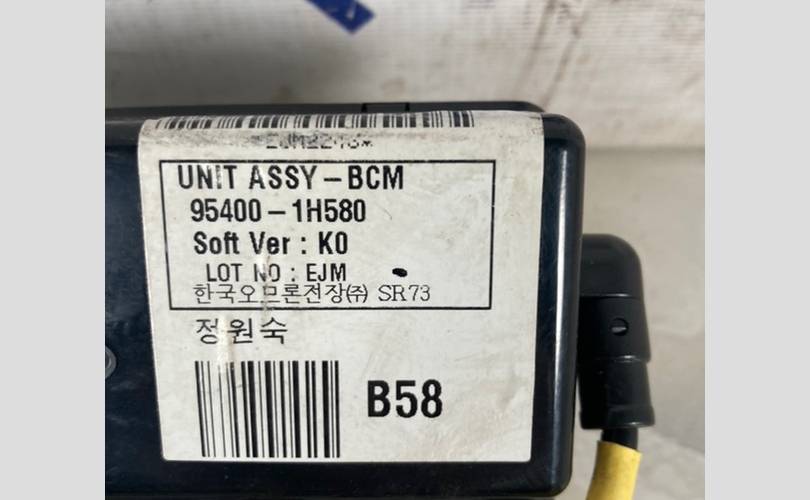 UNIT ASSY-BCM
95400-1H580
Soft Ver : K0
LOT NO : EJM
한국오므론전장㈜ SR73
정원숙
B58